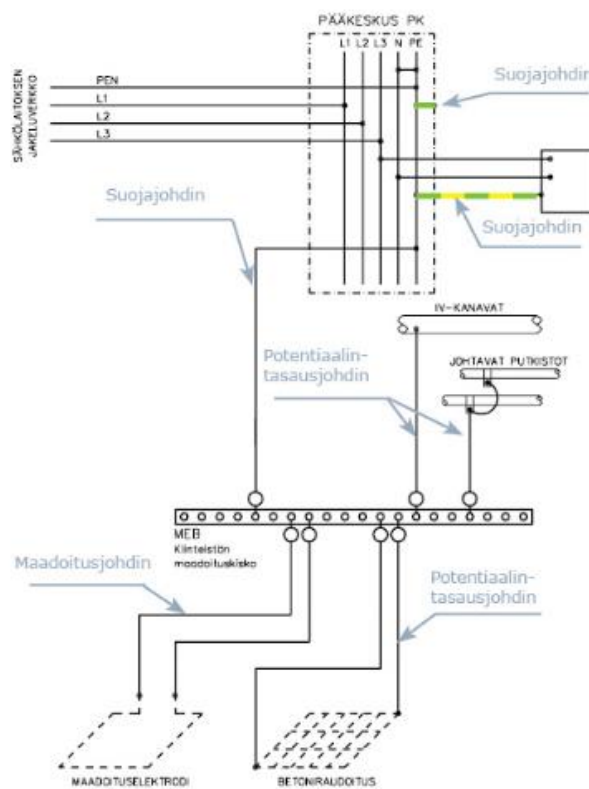 PÄÄKESKUS PK
L1 L2 L3 N PE
SÄHKÖLAITOKSEN
JAKELUVERKKO
PEN
L1
L2
L3
Suojajohdin
Suojajohdin
Suojajohdin
IV-KANAVAT
JOHTAVAT PUTKISTOT
Potentiaalin-
tasausjohdin
MEB
Kiinteistön
maadoituskisko
Maadoitusjohdin
Potentiaalin-
tasausjohdin
MAADOITUSELEKTRODI
BETONIRAUDOITUS